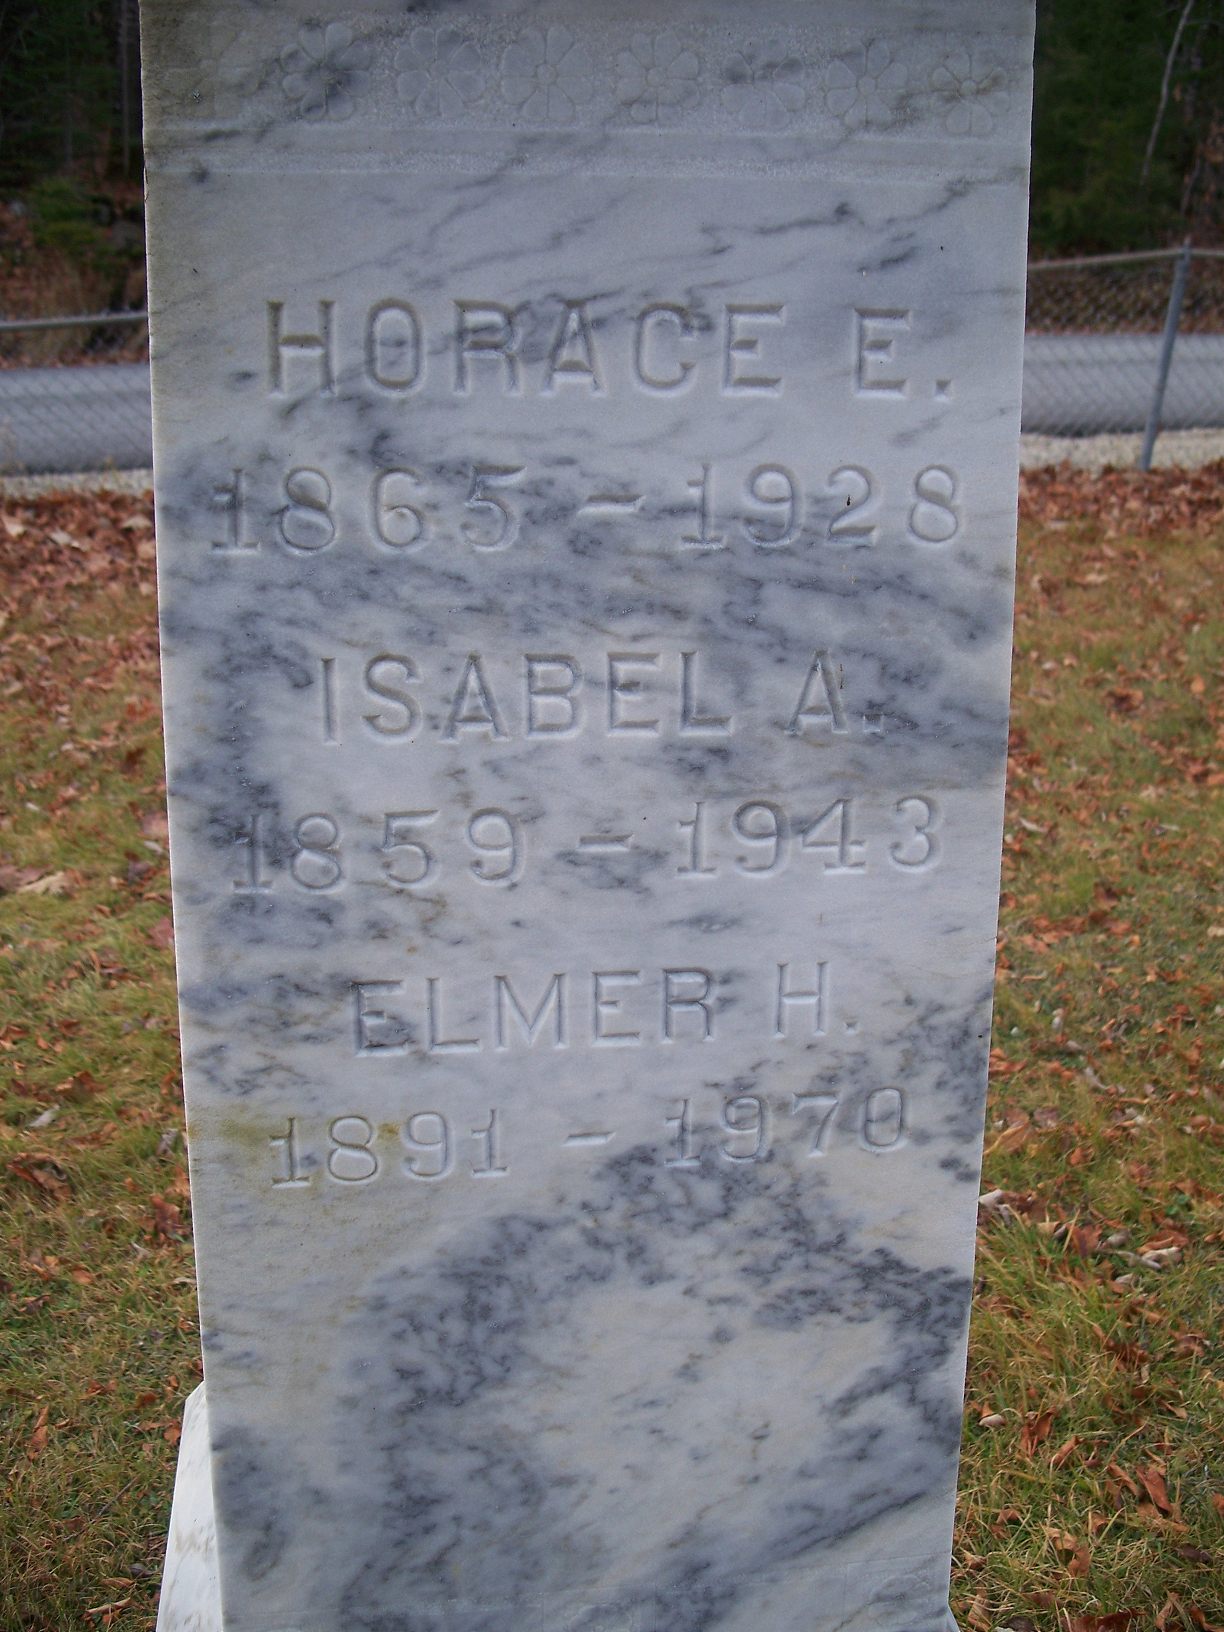 HORACE E.
1865 - 1928
ISABEL A.
1859 - 1943
ELMER H.
1891 - 1970